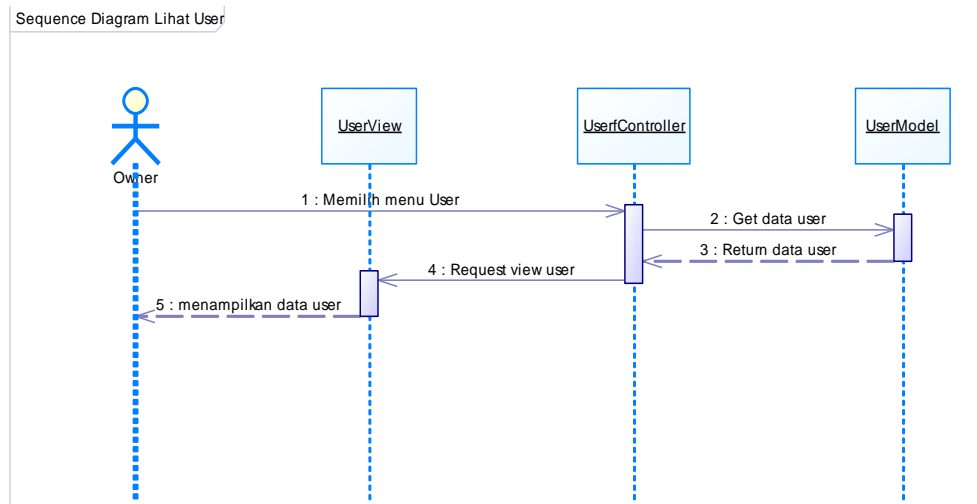 Sequence Diagram Lihat User
UserView
UserfController
UserModel
Owner
1 : Memilih menu User
2 : Get data user
3 : Return data user
4 : Request view user
5 : menampilkan data user